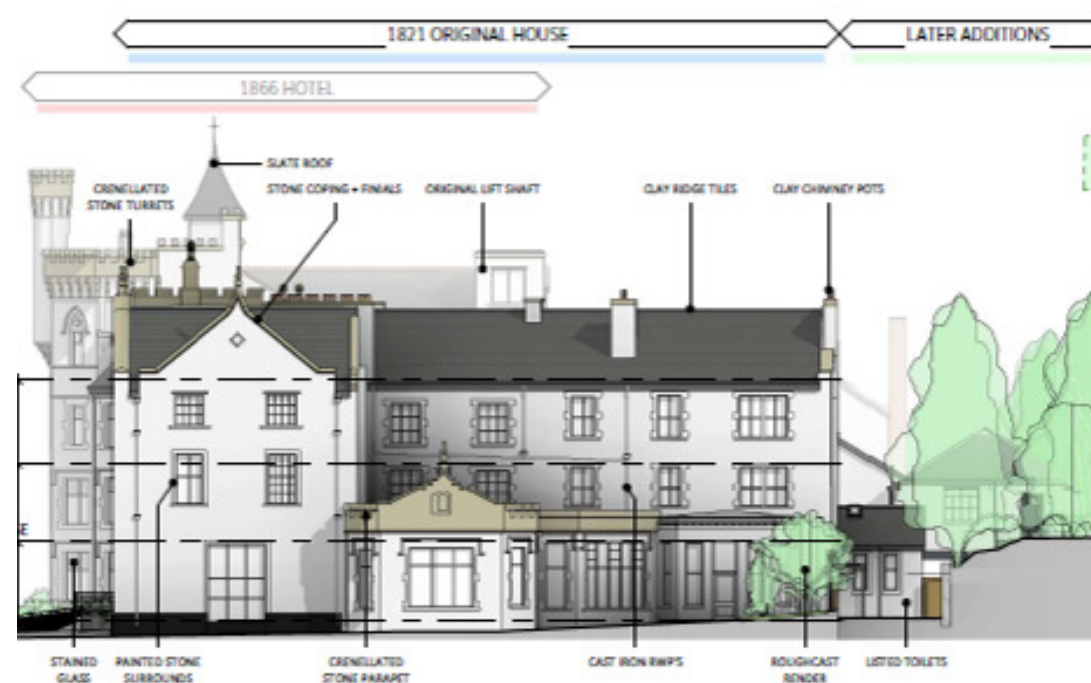 1821 ORIGINAL HOUSE
LATER ADDITIONS
1866 HOTEL
SLATE ROOF
CRENELLATED
STONE TURRETS
STONE COPING + FINIALS
ORIGINAL LIFT SHAFT
CLAY RIDGE TILES
CLAY CHIMNEY POTS
E
STAINED
GLASS
PAINTED STONE
SURROUNDS
CRENELLATED
STONE PARAPET
CAST IRON RWP'S
ROUGHCAST
RENDER
LISTED TOILETS